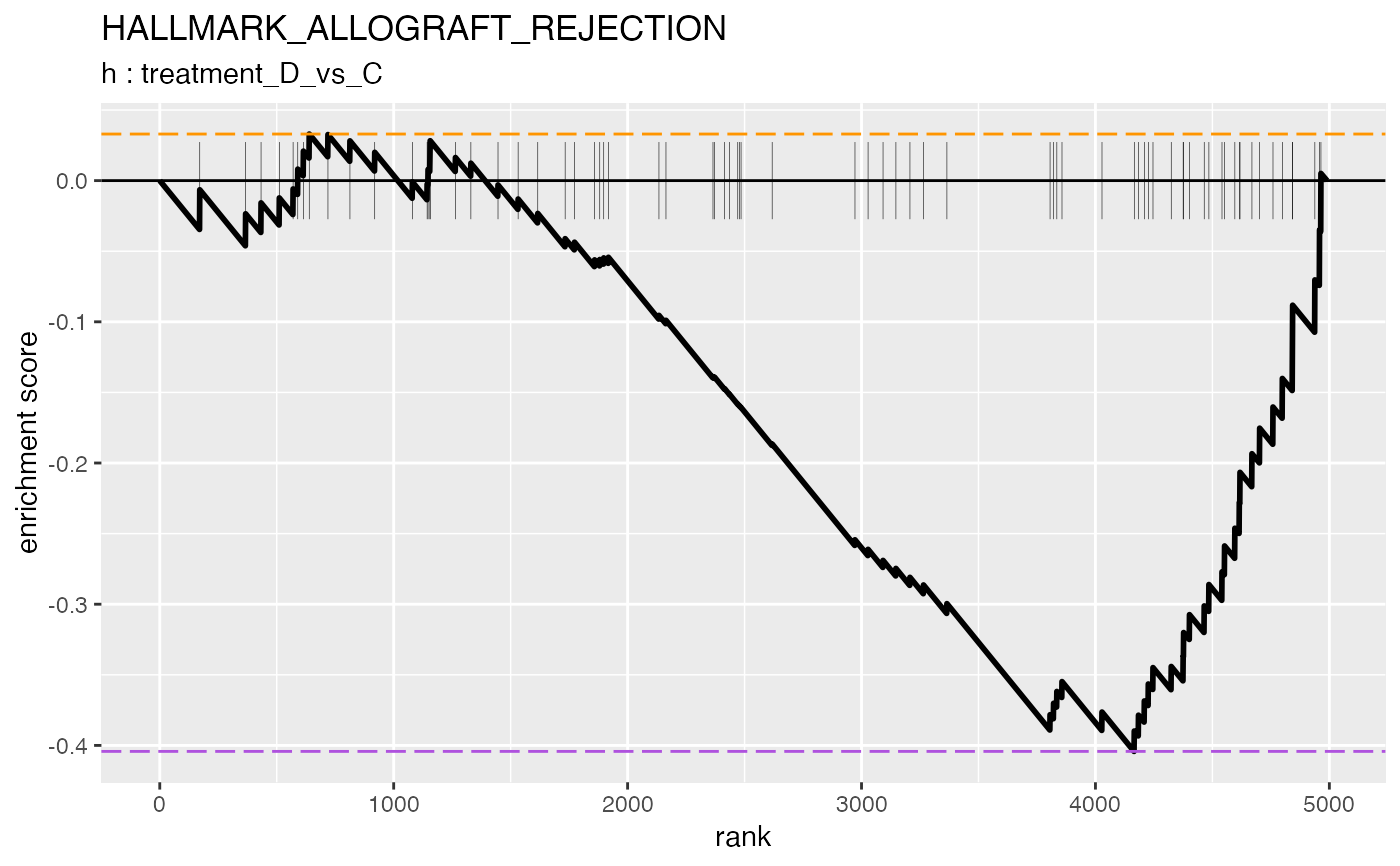 HALLMARK_ALLOGRAFT_REJECTION
h : treatment_D_vs_C
enrichment score
0.0
-0.1
-0.2
-0.3
-0.4
0 1000 2000 3000 4000 5000
rank